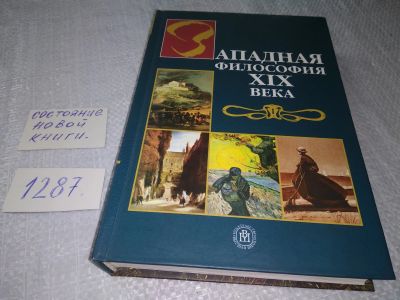 ЗАПАДНАЯ
ФИЛОСОФИЯ
XIX
ВЕКА
состояние
новой
книги.
1287.